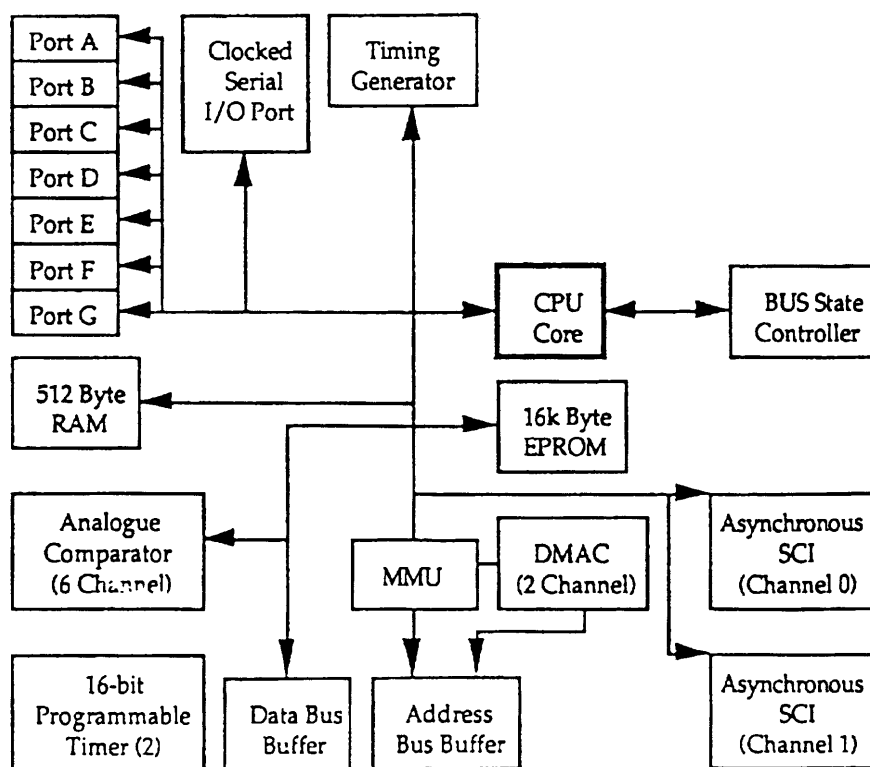 Port A
Port B
Port C
Port D
Port E
Port F
Port G
Clocked
Serial
I/O Port
Timing
Generator
CPU
Core
BUS State
Controller
512 Byte
RAM
16k Byte
EPROM
Analogue
Comparator
(6 Channel)
MMU
DMAC
(2 Channel)
Asynchronous
SCI
(Channel 0)
16-bit
Programmable
Timer (2)
Data Bus
Buffer
Address
Bus Buffer
Asynchronous
SCI
(Channel 1)